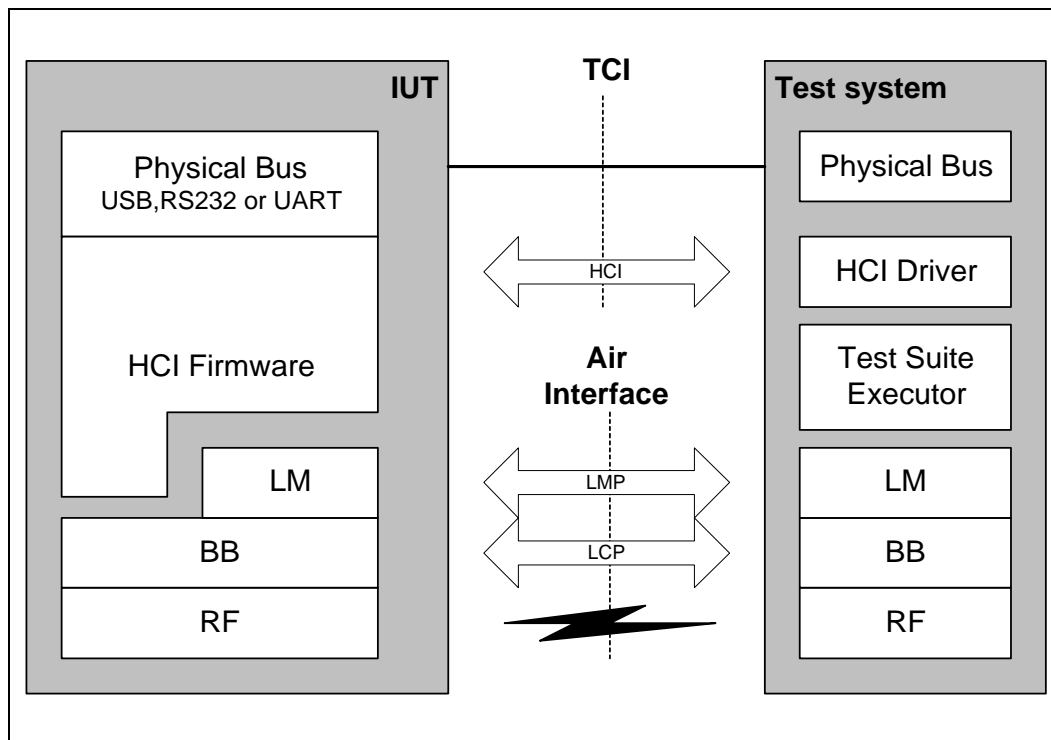 IUT
Physical Bus
USB,RS232 or UART
HCI Firmware
LM
BB
RF
TCI
HCI
Air
Interface
LMP
LCP
Test system
Physical Bus
HCI Driver
Test Suite
Executor
LM
BB
RF